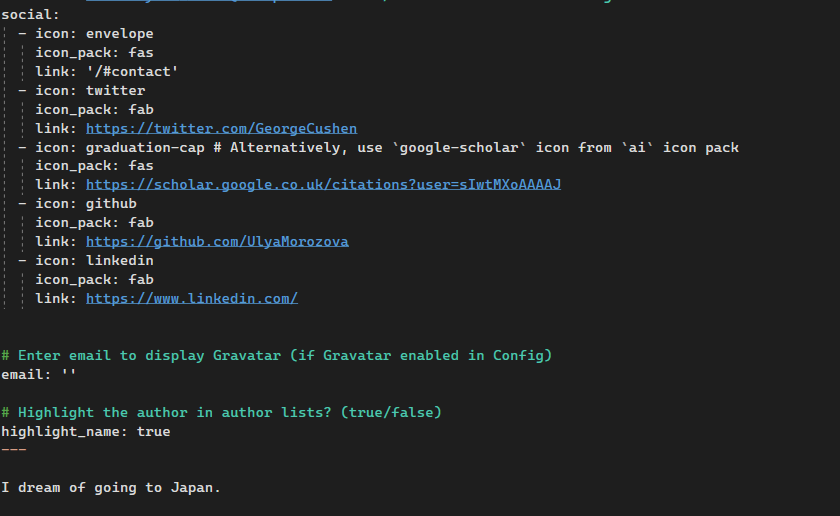 social:
  - icon: envelope
    icon_pack: fas
    link: '/#contact'
  - icon: twitter
    icon_pack: fab
    link: https://twitter.com/GeorgeCushen
  - icon: graduation-cap # Alternatively, use `google-scholar` icon from `ai` icon pack
    icon_pack: fas
    link: https://scholar.google.co.uk/citations?user=sIwtMXoAAAAJ
  - icon: github
    icon_pack: fab
    link: https://github.com/UlyaMorozova
  - icon: linkedin
    icon_pack: fab
    link: https://www.linkedin.com/
# Enter email to display Gravatar (if Gravatar enabled in Config)
email: ''
# Highlight the author in author lists? (true/false)
highlight_name: true
---
I dream of going to Japan.